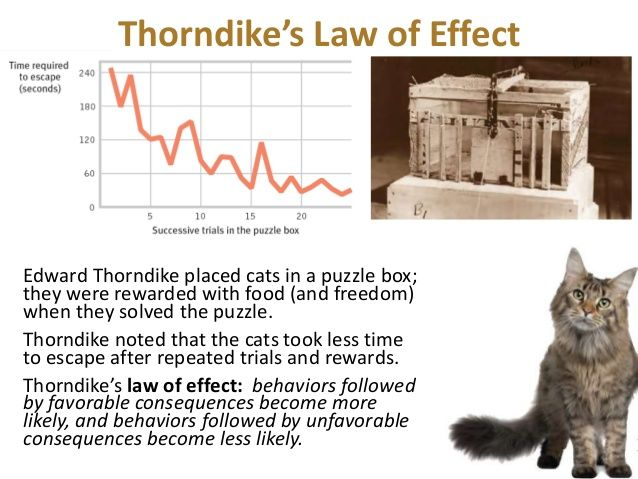 Thorndike’s Law of Effect
Time required
to escape
(seconds)
240
180
120
60
0
5 10 15 20
Successive trials in the puzzle box
Edward Thorndike placed cats in a puzzle box;
they were rewarded with food (and freedom)
when they solved the puzzle.
Thorndike noted that the cats took less time
to escape after repeated trials and rewards.
Thorndike’s law of effect: behaviors followed
by favorable consequences become more
likely, and behaviors followed by unfavorable
consequences become less likely.